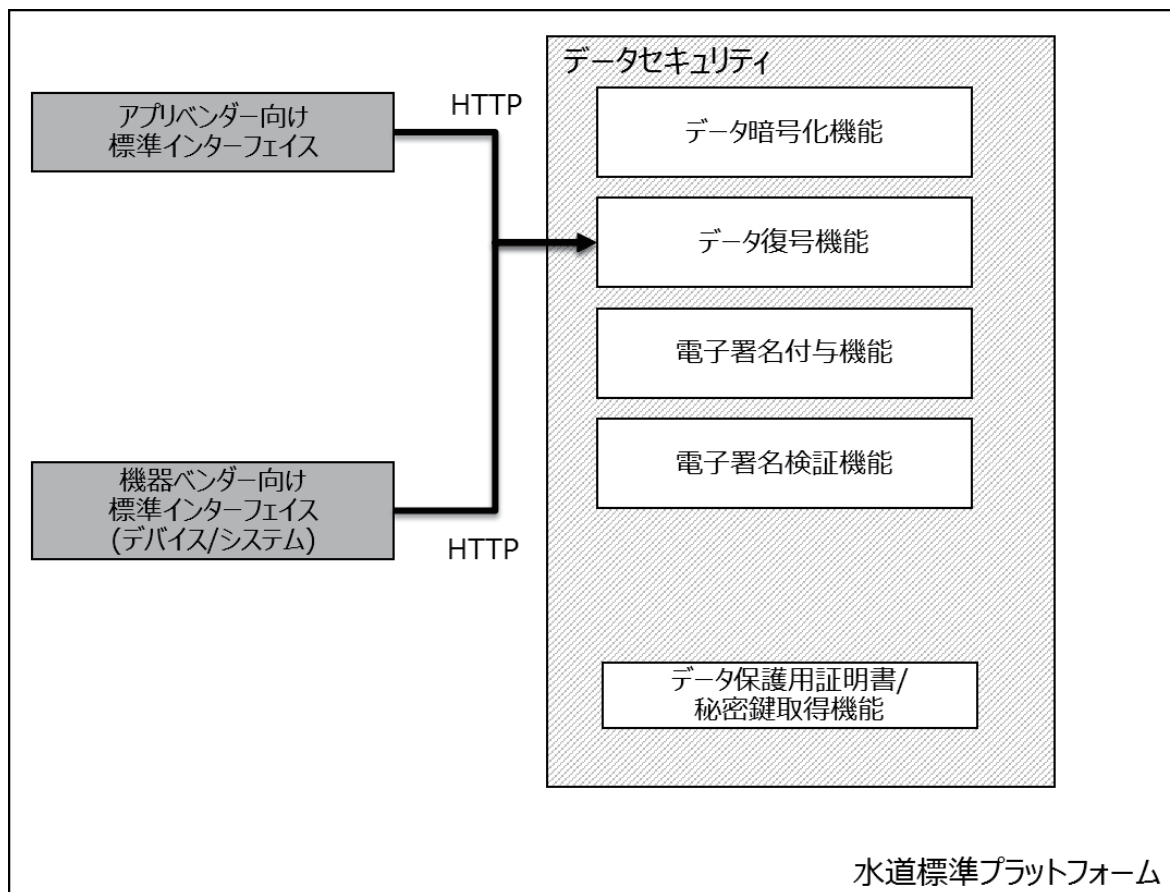 データセキュリティ
アプリベンダー向け
標準インターフェイス
HTTP
データ暗号化機能
データ復号機能
電子署名付与機能
電子署名検証機能
機器ベンダー向け
標準インターフェイス
(デバイス/システム)
HTTP
データ保護用証明書/
秘密鍵取得機能
水道標準プラットフォーム